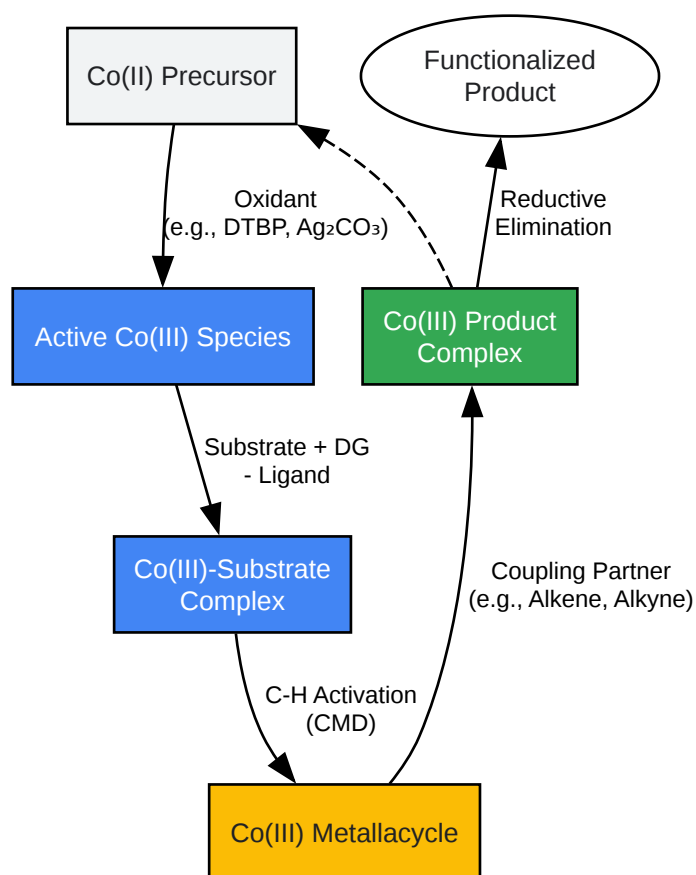 Co(II) Precursor
Functionalized
Product
Oxidant
(e.g., DTBP, Ag₂CO₃)
Reductive
Elimination
Active Co(III) Species
Co(III) Product
Complex
Substrate + DG
- Ligand
Co(III)-Substrate
Complex
Coupling Partner
(e.g., Alkene, Alkyne)
C-H Activation
(CMD)
Co(III) Metallacycle